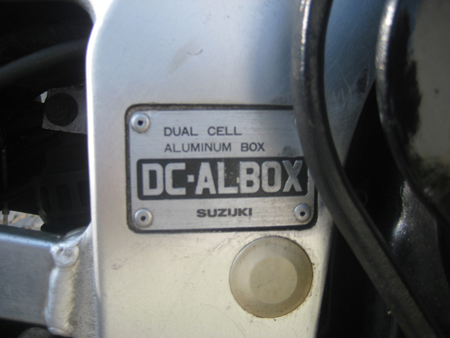 DUAL CELL
ALUMINUM BOX
DC-ALBOX
SUZUKI